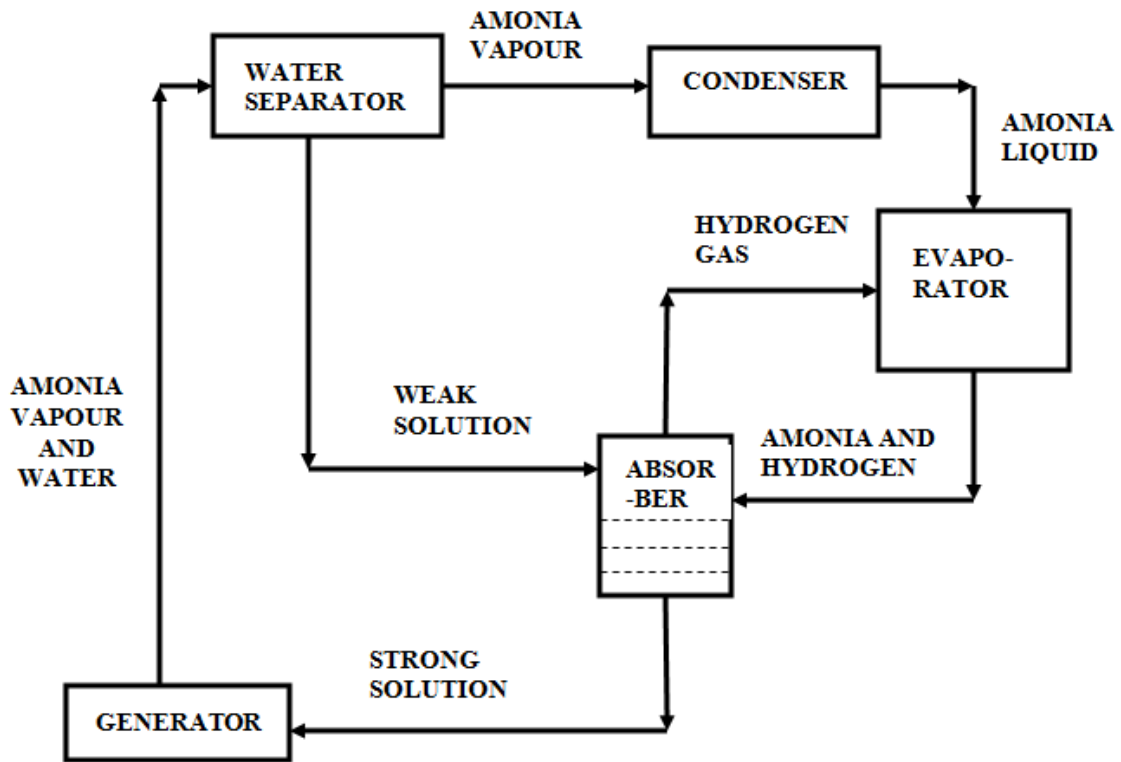 AMONIA
VAPOUR
WATER
SEPARATOR
CONDENSER
AMONIA
LIQUID
HYDROGEN
GAS
EVAPO-
RATOR
AMONIA
VAPOUR
AND
WATER
WEAK
SOLUTION
ABSOR
-BER
AMONIA AND
HYDROGEN
STRONG
SOLUTION
GENERATOR